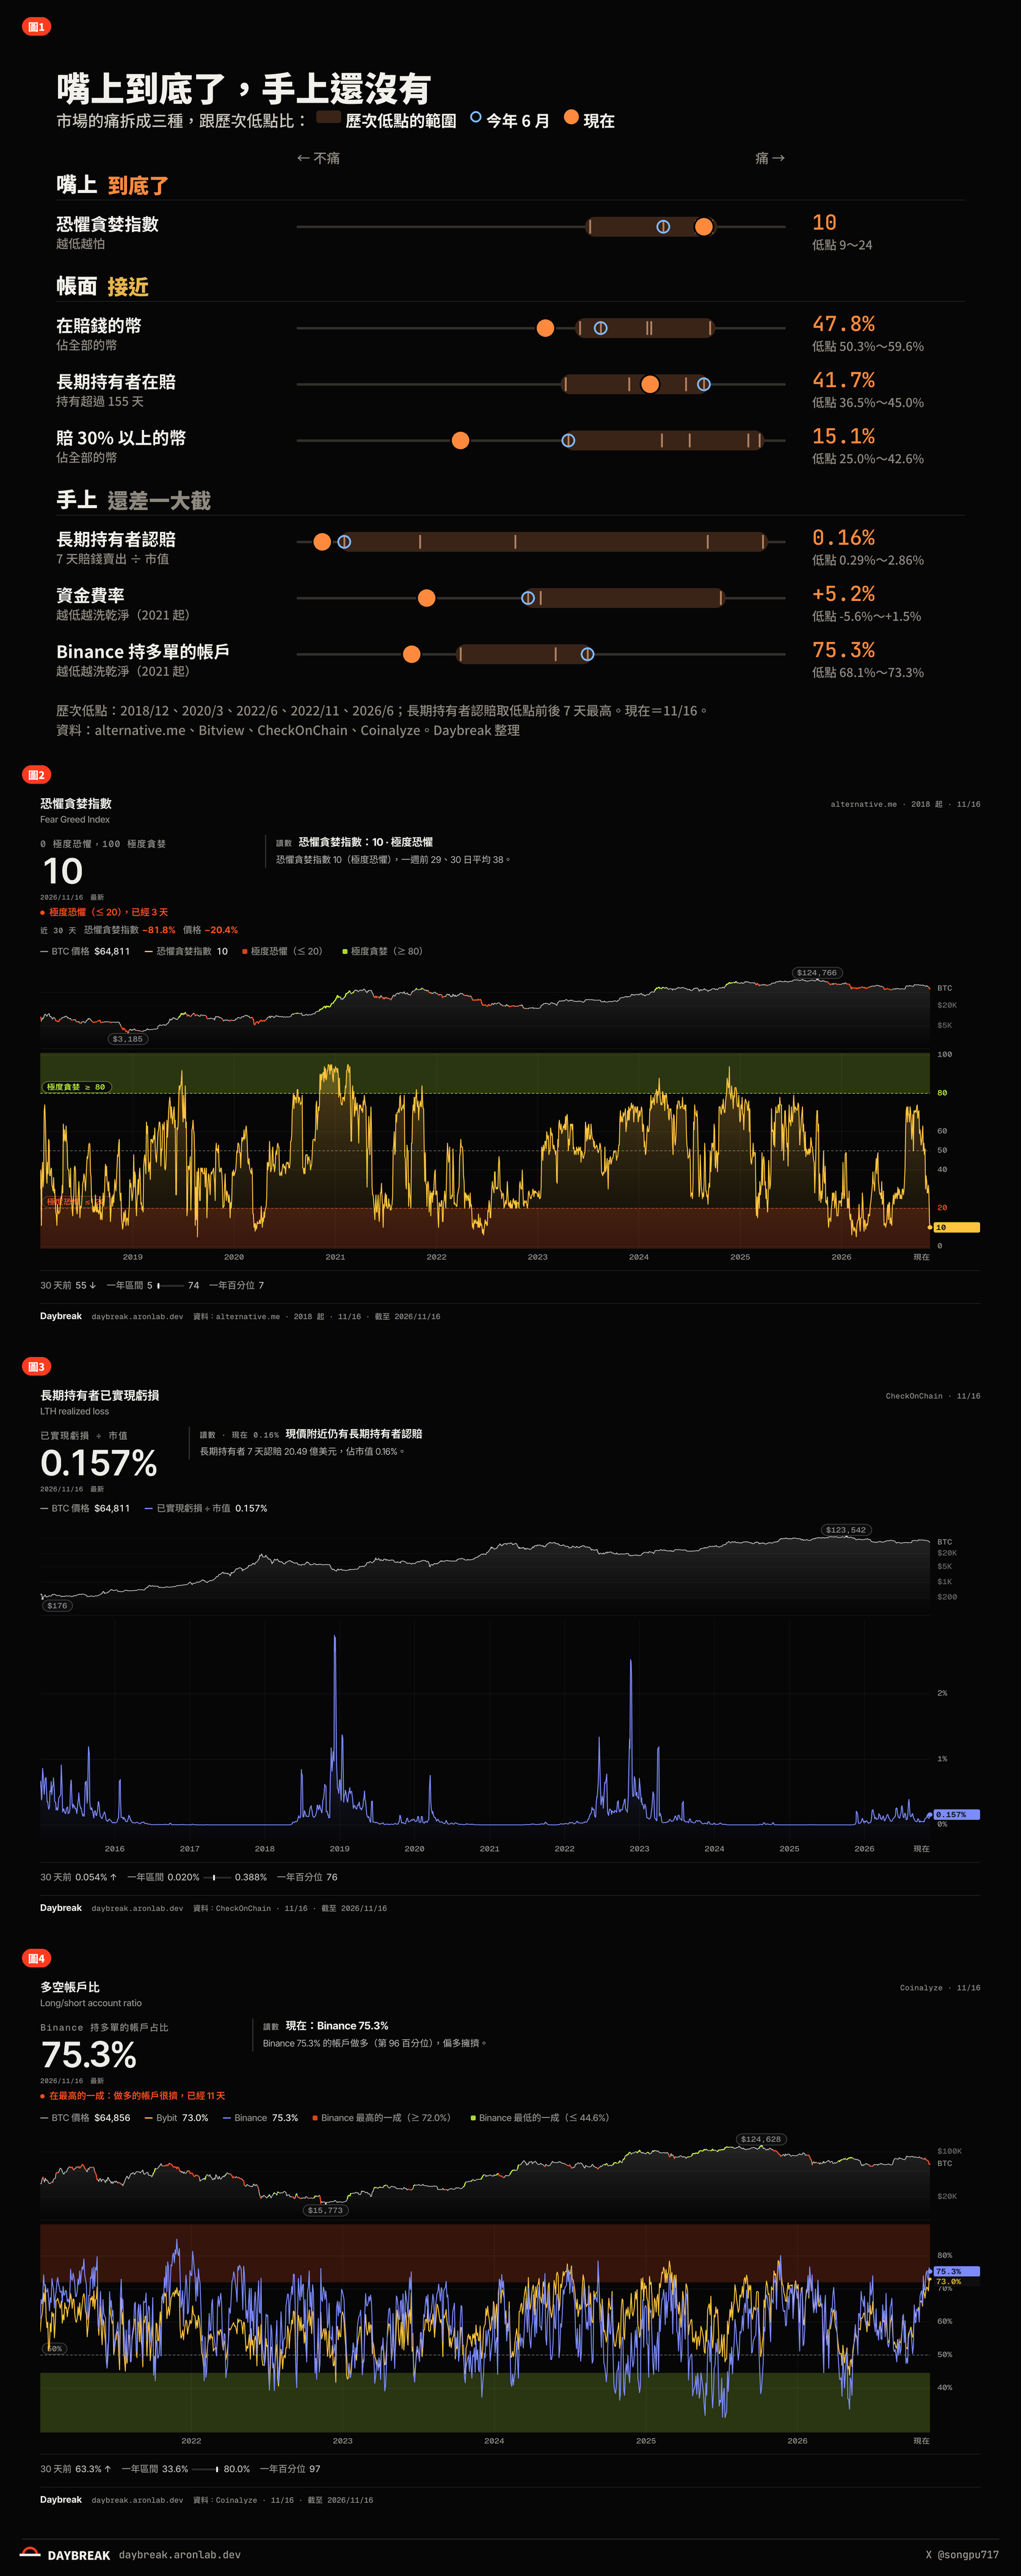 圖1
嘴上到底了，手上還沒有
市場的痛拆成三種，跟歷次低點比： 歷次低點的範圍 今年 6 月 現在
← 不痛 痛 →
嘴上 到底了
恐懼貪婪指數 10
越低越怕 低點 9～24
帳面 接近
在賠錢的幣 47.8%
佔全部的幣 低點 50.3%～59.6%
長期持有者在賠 41.7%
持有超過 155 天 低點 36.5%～45.0%
賠 30% 以上的幣 15.1%
佔全部的幣 低點 25.0%～42.6%
手上 還差一大截
長期持有者認賠 0.16%
7 天賠錢賣出 ÷ 市值 低點 0.29%～2.86%
資金費率 +5.2%
越低越洗乾淨（2021 起） 低點 -5.6%～+1.5%
Binance 持多單的帳戶 75.3%
越低越洗乾淨（2021 起） 低點 68.1%～73.3%
歷次低點：2018/12、2020/3、2022/6、2022/11、2026/6；長期持有者認賠取低點前後 7 天最高。現在＝11/16。
資料：alternative.me、Bitview、CheckOnChain、Coinalyze。Daybreak 整理
圖2
恐懼貪婪指數 alternative.me · 2018 起 · 11/16
Fear Greed Index
0 極度恐懼，100 極度貪婪 讀數 恐懼貪婪指數：10 · 極度恐懼
10 恐懼貪婪指數 10（極度恐懼），一週前 29、30 日平均 38。
2026/11/16 最新
極度恐懼（≤ 20），已經 3 天
近 30 天 恐懼貪婪指數 −81.8% 價格 −20.4%
BTC 價格 $64,811 恐懼貪婪指數 10 極度恐懼（≤ 20） 極度貪婪（≥ 80）
$124,766
BTC
$20K
$5K
$3,185
100
極度貪婪 ≥ 80 80
60
50
40
20
10
0
2019 2020 2021 2022 2023 2024 2025 2026 現在
30 天前 55 ↓ 一年區間 5 74 一年百分位 7
Daybreak daybreak.aronlab.dev 資料：alternative.me · 2018 起 · 11/16 · 截至 2026/11/16
圖3
長期持有者已實現虧損 CheckOnChain · 11/16
LTH realized loss
已實現虧損 ÷ 市值 讀數 · 現在 0.16% 現價附近仍有長期持有者認賠
0.157% 長期持有者 7 天認賠 20.49 億美元，佔市值 0.16%。
2026/11/16 最新
BTC 價格 $64,811 已實現虧損 ÷ 市值 0.157%
$123,542
BTC
$20K
$5K
$1K
$200
$176
2%
1%
0.157%
0%
2016 2017 2018 2019 2020 2021 2022 2023 2024 2025 2026 現在
30 天前 0.054% ↑ 一年區間 0.020% 0.388% 一年百分位 76
Daybreak daybreak.aronlab.dev 資料：CheckOnChain · 11/16 · 截至 2026/11/16
圖4
多空帳戶比 Coinalyze · 11/16
Long/short account ratio
Binance 持多單的帳戶占比 讀數 現在：Binance 75.3%
75.3% Binance 75.3% 的帳戶做多（第 96 百分位），偏多擁擠。
2026/11/16 最新
在最高的一成：做多的帳戶很擠，已經 11 天
BTC 價格 $64,856 Bybit 73.0% Binance 75.3% Binance 最高的一成（≥ 72.0%） Binance 最低的一成（≤ 44.6%）
$124,628
$100K
BTC
$20K
$15,773
80%
75.3%
73.0%
70%
60%
50% 50%
40%
2022 2023 2024 2025 2026 現在
30 天前 63.3% ↑ 一年區間 33.6% 80.0% 一年百分位 97
Daybreak daybreak.aronlab.dev 資料：Coinalyze · 11/16 · 截至 2026/11/16
DAYBREAK daybreak.aronlab.dev X @songpu717